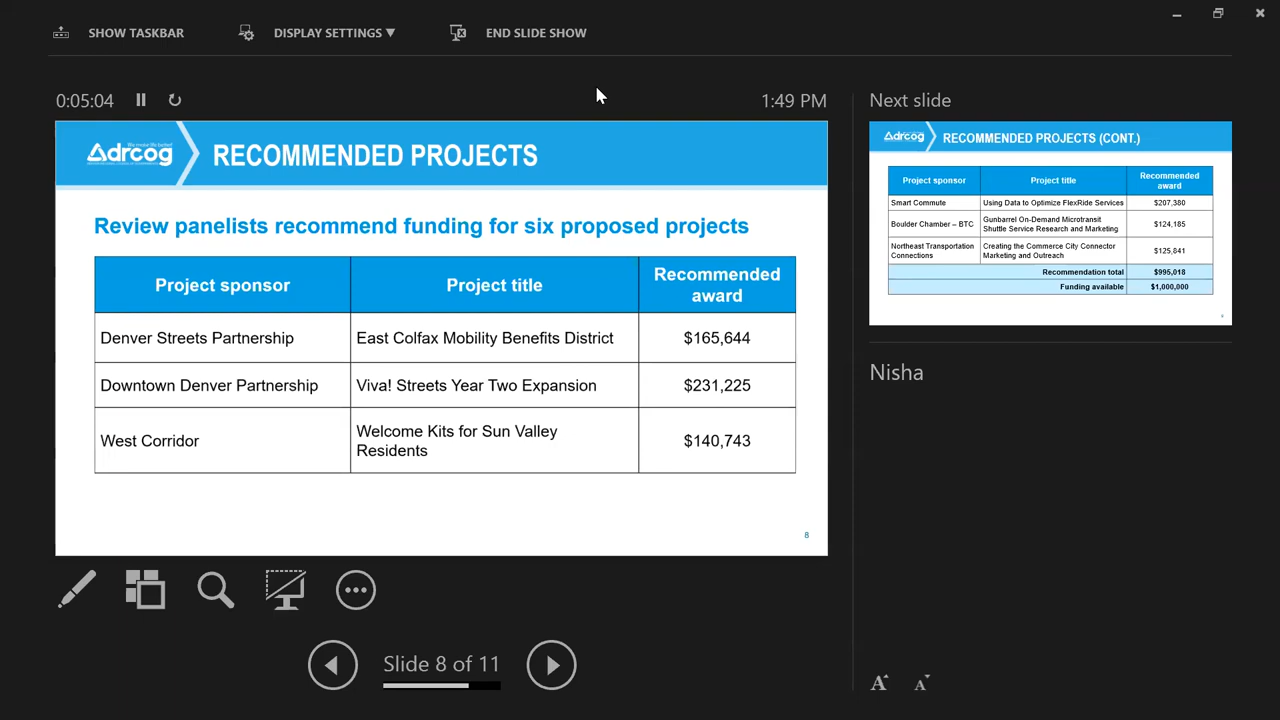 SHOW TASKBAR
DISPLAY SETTINGS ▼
END SLIDE SHOW
0:05:04
1:49 PM
We make life better!
drcog
RECOMMENDED PROJECTS
Review panelists recommend funding for six proposed projects
Project sponsor Project title Recommended award
Denver Streets Partnership East Colfax Mobility Benefits District $165,644
Downtown Denver Partnership Viva! Streets Year Two Expansion $231,225
West Corridor Welcome Kits for Sun Valley $140,743
Residents
8
Next slide
drcog
RECOMMENDED PROJECTS (CONT.)
Project sponsor Project title Recommended award
Smart Commute Using Data to Optimize FlexRide Services $207,380
Boulder Chamber – BTC Gunbarrel On-Demand Microtransit $124,185
Shuttle Service Research and Marketing
Northeast Transportation Creating the Commerce City Connector $125,841
Connections Marketing and Outreach
Recommendation total $995,018
Funding available $1,000,000
Nisha
Slide 8 of 11
A A